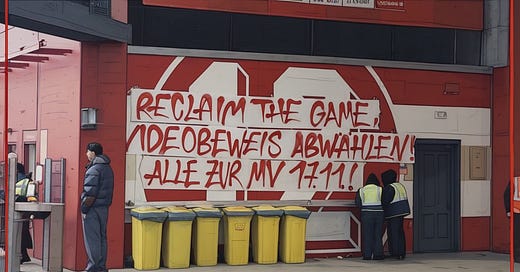 RECLAIM THE GAME,
VIDEOBEWEIS ABWÄHLEN!
ALLE ZUR MV 17.11.!